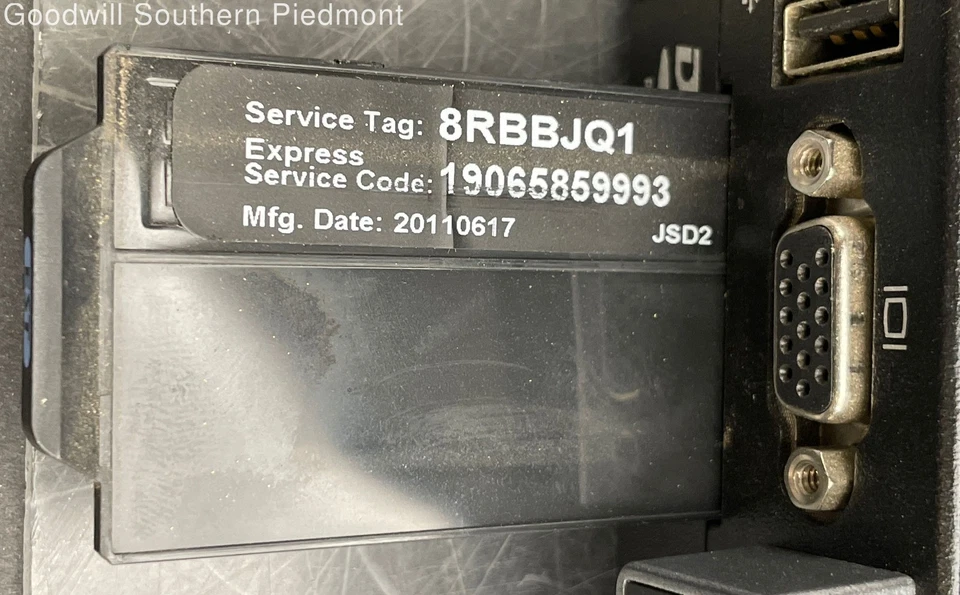 Goodwill Southern Piedmont
Service Tag: 8RBBJQ1
Express
Service Code: 19065859993
Mfg. Date: 20110617
JSD2